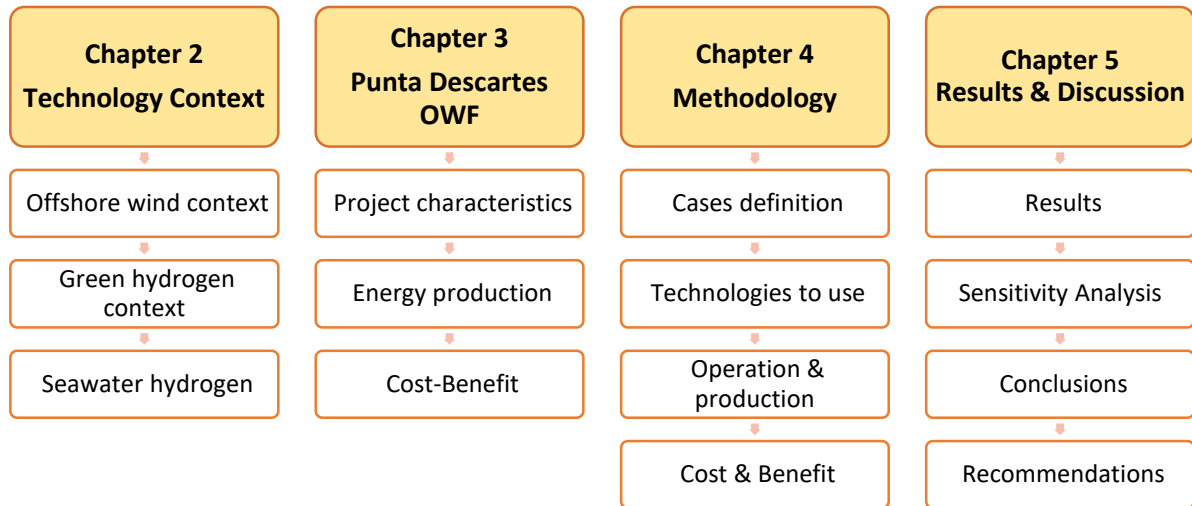 Chapter 2
Technology Context
Offshore wind context
Green hydrogen
context
Seawater hydrogen
Chapter 3
Punta Descartes
OWF
Project characteristics
Energy production
Cost-Benefit
Chapter 4
Methodology
Cases definition
Technologies to use
Operation &
production
Cost & Benefit
Chapter 5
Results & Discussion
Results
Sensitivity Analysis
Conclusions
Recommendations